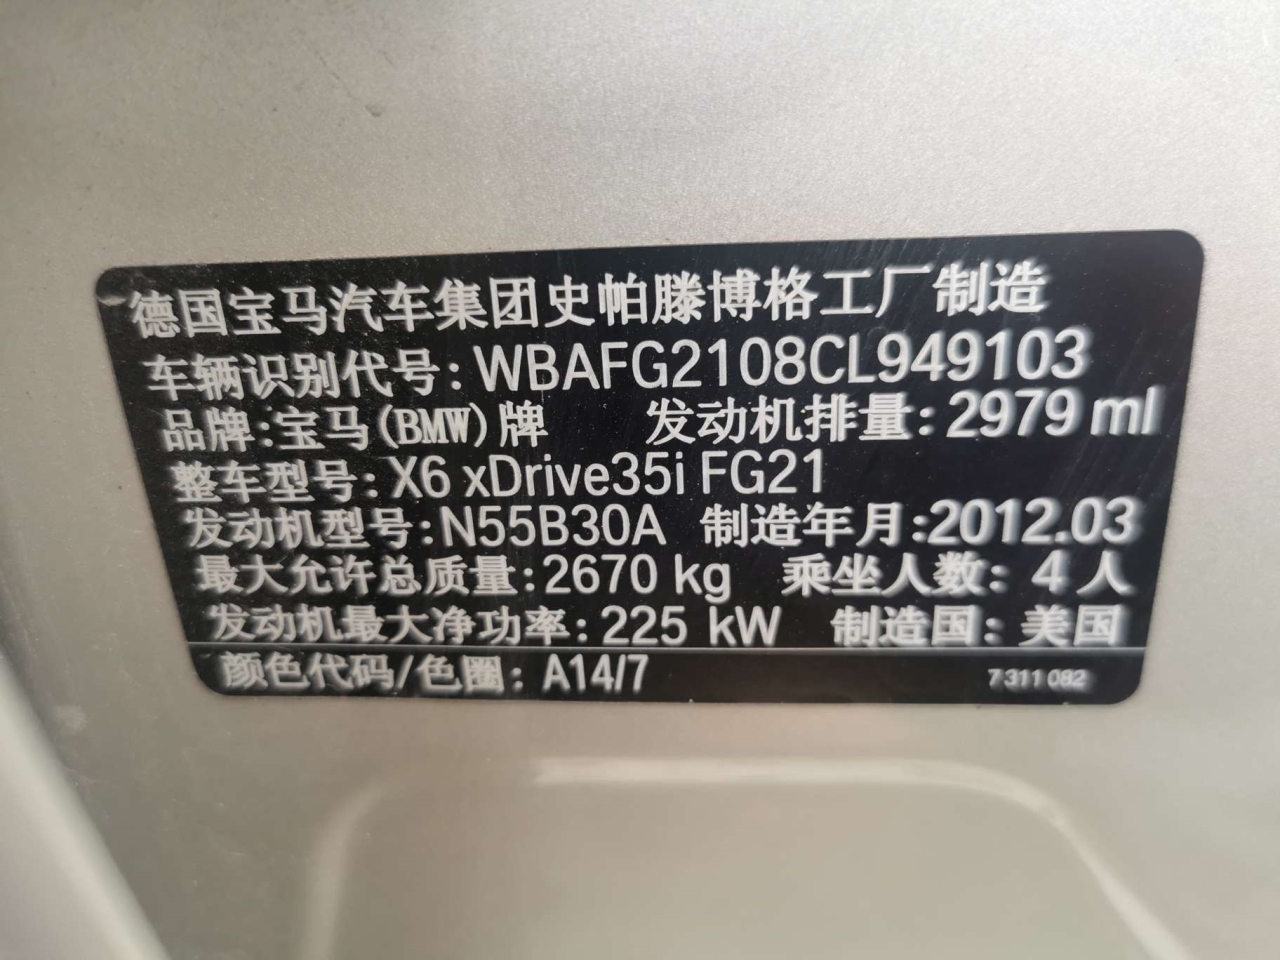 德国宝马汽车集团史帕滕博格工厂制造
车辆识别代号: WBAFG2108CL949103
品牌:宝马(BMW)牌 发动机排量: 2979 ml
整车型号: X6 xDrive35i FG21
发动机型号: N55B30A 制造年月:2012.03
最大允许总质量: 2670 kg 乘坐人数: 4人
发动机最大净功率: 225 kW 制造国: 美国
颜色代码/色圈: A14/7 7 311 082